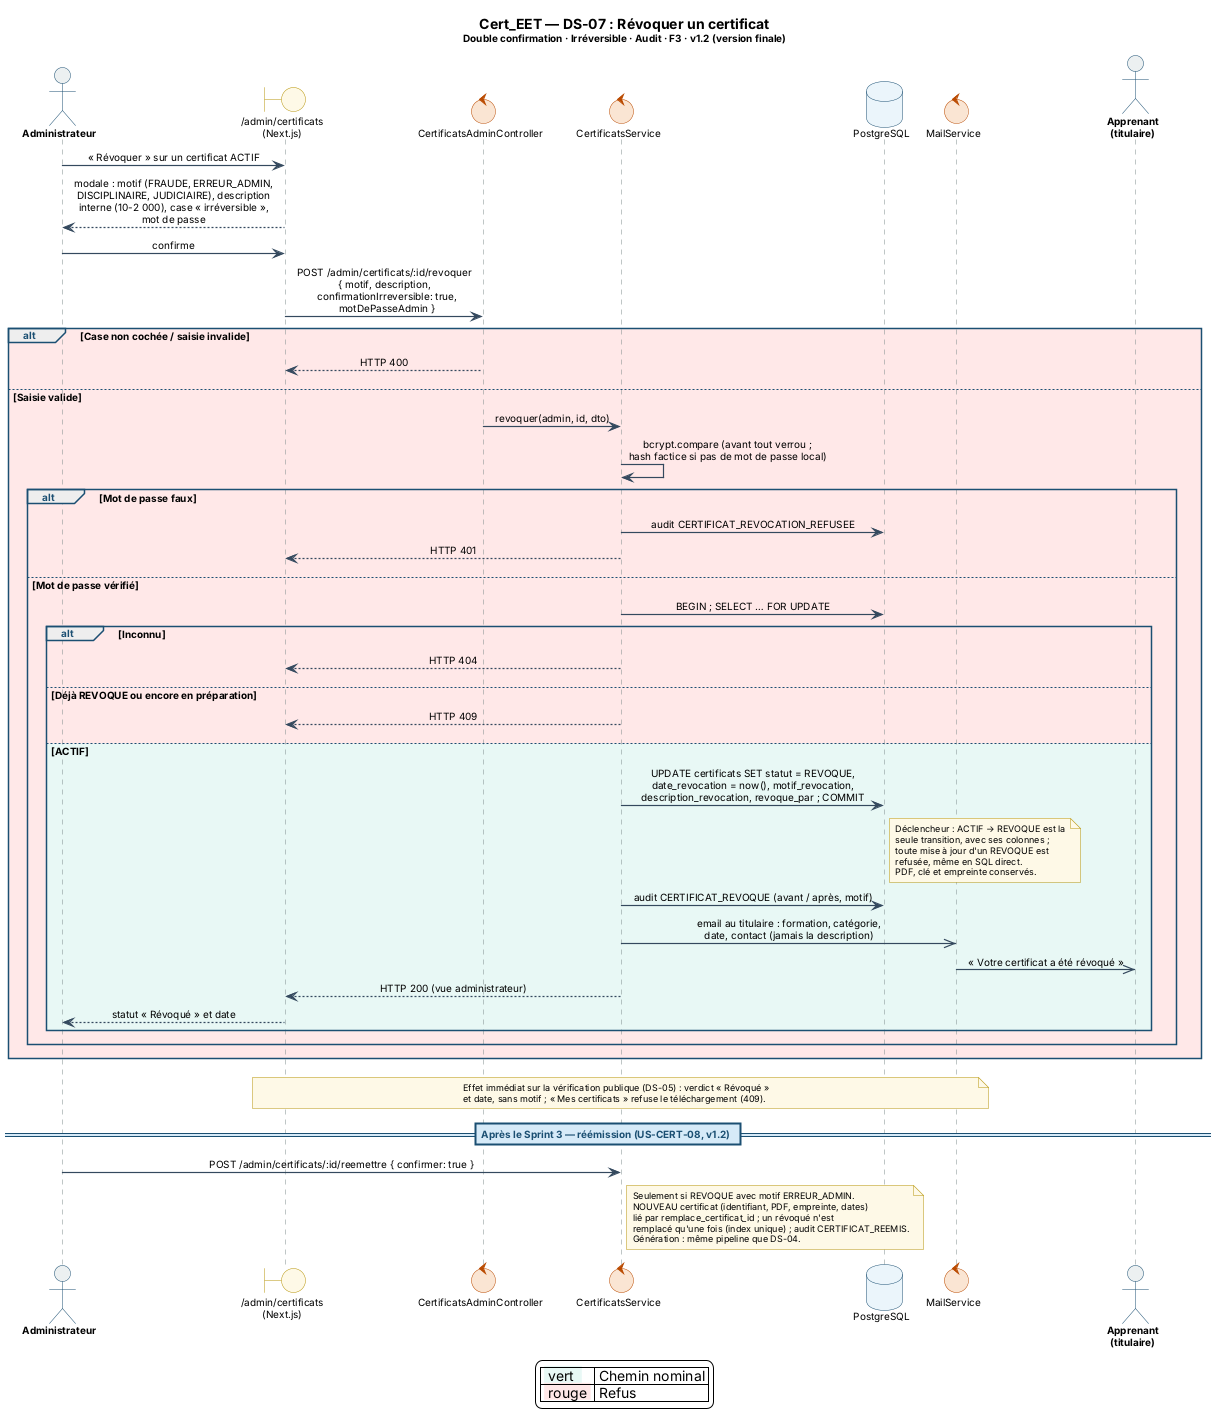 Cert_EET — DS-07 : Révoquer un certificat
Double confirmation · Irréversible · Audit · F3 · v1.2 (version finale)
Administrateur
/admin/certificats
(Next.js)
CertificatsAdminController
CertificatsService
PostgreSQL
MailService
Apprenant
(titulaire)
« Révoquer » sur un certificat ACTIF
modale : motif (FRAUDE, ERREUR_ADMIN,
DISCIPLINAIRE, JUDICIAIRE), description
interne (10-2 000), case « irréversible »,
mot de passe
confirme
POST /admin/certificats/:id/revoquer
{ motif, description,
confirmationIrreversible: true,
motDePasseAdmin }
alt
[Case non cochée / saisie invalide]
HTTP 400
[Saisie valide]
revoquer(admin, id, dto)
bcrypt.compare (avant tout verrou ;
hash factice si pas de mot de passe local)
alt
[Mot de passe faux]
audit CERTIFICAT_REVOCATION_REFUSEE
HTTP 401
[Mot de passe vérifié]
BEGIN ; SELECT ... FOR UPDATE
alt
[Inconnu]
HTTP 404
[Déjà REVOQUE ou encore en préparation]
HTTP 409
[ACTIF]
UPDATE certificats SET statut = REVOQUE,
date_revocation = now(), motif_revocation,
description_revocation, revoque_par ; COMMIT
Déclencheur : ACTIF → REVOQUE est la
seule transition, avec ses colonnes ;
toute mise à jour d'un REVOQUE est
refusée, même en SQL direct.
PDF, clé et empreinte conservés.
audit CERTIFICAT_REVOQUE (avant / après, motif)
email au titulaire : formation, catégorie,
date, contact (jamais la description)
« Votre certificat a été révoqué »
HTTP 200 (vue administrateur)
statut « Révoqué » et date
Effet immédiat sur la vérification publique (DS-05) : verdict « Révoqué »
et date, sans motif ; « Mes certificats » refuse le téléchargement (409).
Après le Sprint 3 — réémission (US-CERT-08, v1.2)
POST /admin/certificats/:id/reemettre { confirmer: true }
Seulement si REVOQUE avec motif ERREUR_ADMIN.
NOUVEAU certificat (identifiant, PDF, empreinte, dates)
lié par remplace_certificat_id ; un révoqué n'est
remplacé qu'une fois (index unique) ; audit CERTIFICAT_REEMIS.
Génération : même pipeline que DS-04.
Administrateur
/admin/certificats
(Next.js)
CertificatsAdminController
CertificatsService
PostgreSQL
MailService
Apprenant
(titulaire)
vert Chemin nominal
rouge Refus